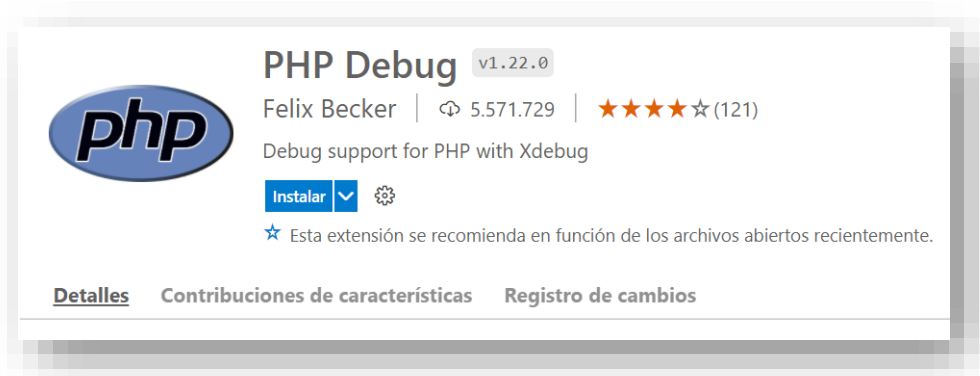 php
PHP Debug v1.22.0
Felix Becker 5.571.729 (121)
Debug support for PHP with Xdebug
Instalar
Esta extensión se recomienda en función de los archivos abiertos recientemente.
Detalles Contribuciones de características Registro de cambios